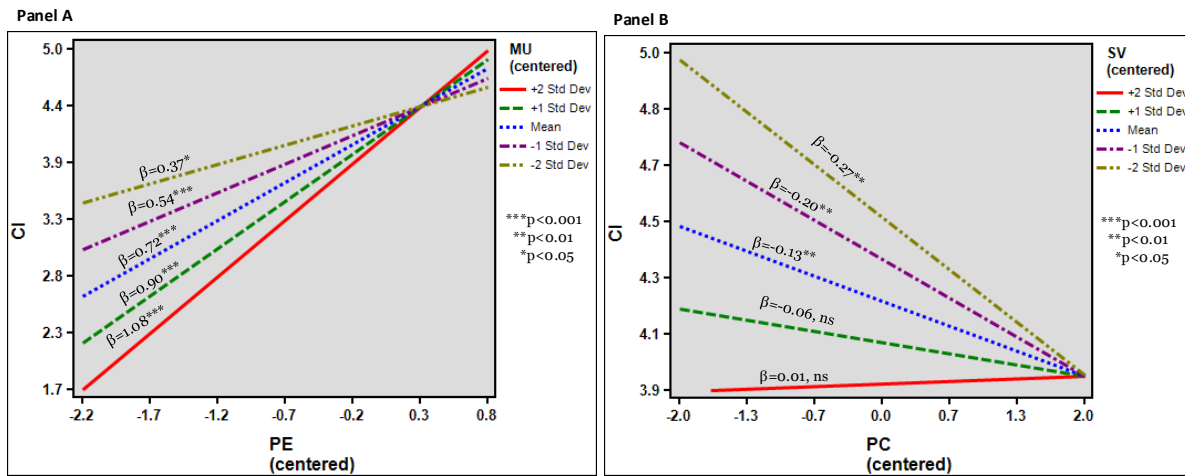 Panel A
MU
(centered)
+2 Std Dev
+1 Std Dev
Mean
-1 Std Dev
-2 Std Dev
***p<0.001
**p<0.01
*p<0.05
5.0
4.4
3.9
3.3
2.8
2.3
1.7
CI
β=0.37*
β=0.54***
β=0.72***
β=0.90***
β=1.08***
-2.2
-1.7
-1.2
-0.7
-0.2
0.3
0.8
PE
(centered)
Panel B
SV
(centered)
+2 Std Dev
+1 Std Dev
Mean
-1 Std Dev
-2 Std Dev
***p<0.001
**p<0.01
*p<0.05
5.0
4.8
4.7
4.5
4.3
4.1
3.9
CI
β=-0.27**
β=-0.20**
β=-0.13**
β=-0.06, ns
β=0.01, ns
-2.0
-1.3
-0.7
0.0
0.7
1.3
2.0
PC
(centered)